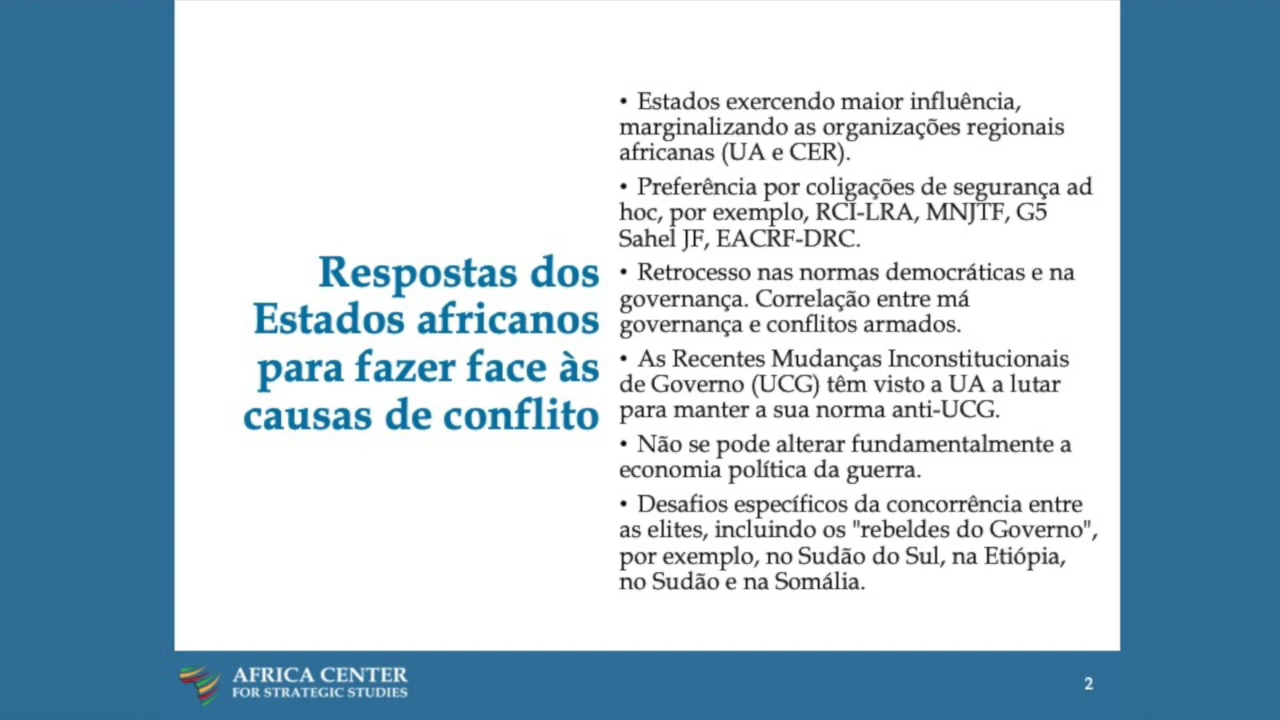 Respostas dos
Estados africanos
para fazer face às
causas de conflito
• Estados exercendo maior influência,
marginalizando as organizações regionais
africanas (UA e CER).
• Preferência por coligações de segurança ad
hoc, por exemplo, RCI-LRA, MNJTF, G5
Sahel JF, EACRF-DRC.
• Retrocesso nas normas democráticas e na
governança. Correlação entre má
governança e conflitos armados.
• As Recentes Mudanças Inconstitucionais
de Governo (UCG) têm visto a UA a lutar
para manter a sua norma anti-UCG.
• Não se pode alterar fundamentalmente a
economia política da guerra.
• Desafios específicos da concorrência entre
as elites, incluindo os "rebeldes do Governo",
por exemplo, no Sudão do Sul, na Etiópia,
no Sudão e na Somália.
AFRICA CENTER
FOR STRATEGIC STUDIES
2